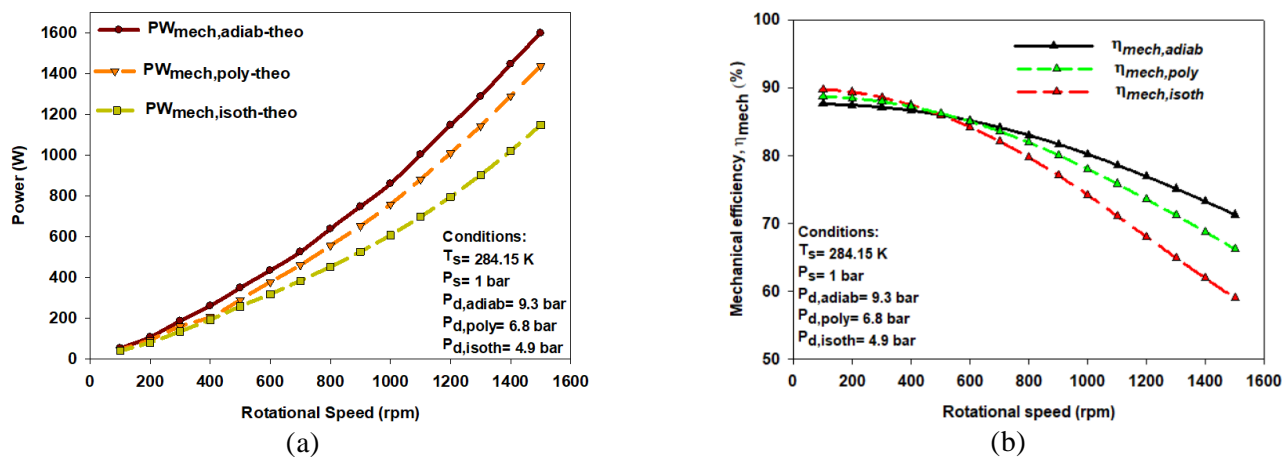 PWmech,adiab-theo
PWmech,poly-theo
PWmech,isoth-theo
Power (W)
1600
1400
1200
1000
800
600
400
200
0
Conditions:
Ts= 284.15 K
Ps= 1 bar
Pd,adiab= 9.3 bar
Pd,poly= 6.8 bar
Pd,isoth= 4.9 bar
0 200 400 600 800 1000 1200 1400 1600
Rotational Speed (rpm)
(a)
ηmech,adiab
ηmech,poly
ηmech,isoth
Mechanical efficiency, ηmech (%)
100
90
80
70
60
50
Conditions:
Ts= 284.15 K
Ps= 1 bar
Pd,adiab= 9.3 bar
Pd,poly= 6.8 bar
Pd,isoth= 4.9 bar
0 200 400 600 800 1000 1200 1400 1600
Rotational speed (rpm)
(b)